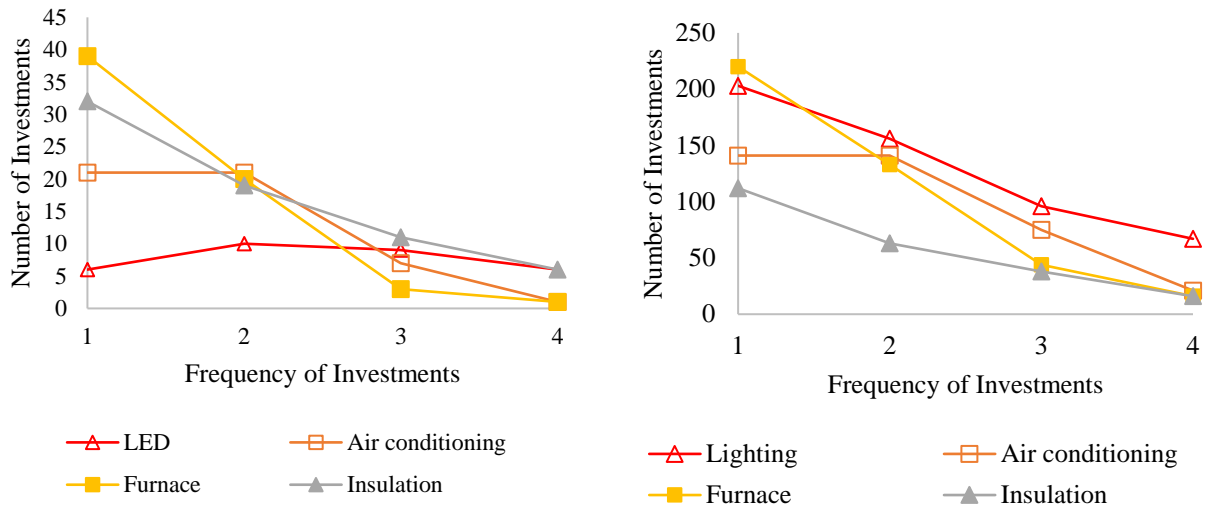 Number of Investments
45
40
35
30
25
20
15
10
5
0
1 2 3 4
Frequency of Investments
LED Air conditioning
Furnace Insulation
Number of Investments
250
200
150
100
50
0
1 2 3 4
Frequency of Investments
Lighting Air conditioning
Furnace Insulation